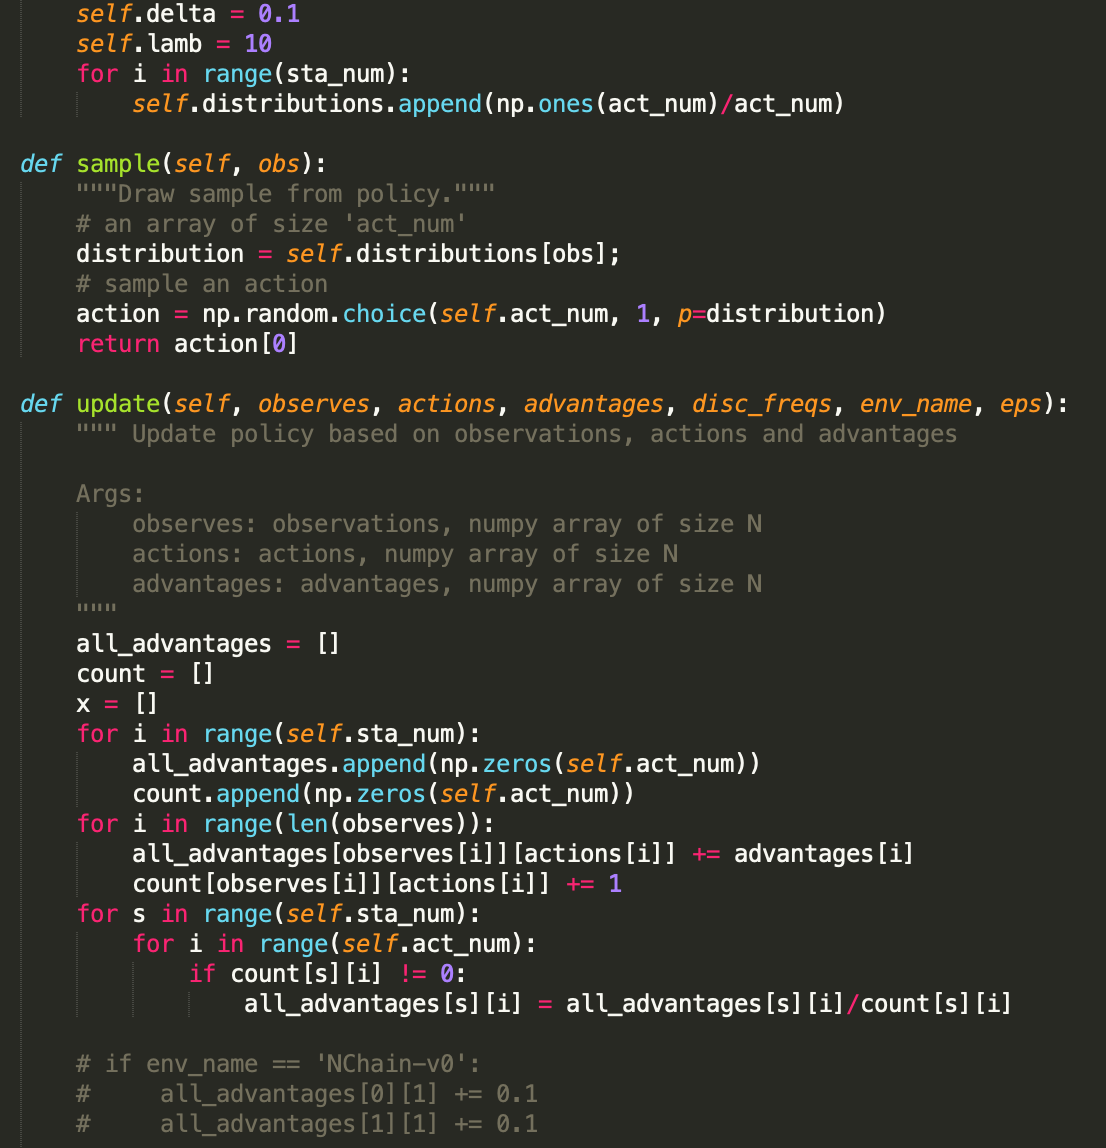 self.delta = 0.1
self.lamb = 10
for i in range(sta_num):
self.distributions.append(np.ones(act_num)/act_num)
def sample(self, obs):
"""Draw sample from policy."""
# an array of size 'act_num'
distribution = self.distributions[obs];
# sample an action
action = np.random.choice(self.act_num, 1, p=distribution)
return action[0]
def update(self, observes, actions, advantages, disc_freqs, env_name, eps):
""" Update policy based on observations, actions and advantages
Args:
observes: observations, numpy array of size N
actions: actions, numpy array of size N
advantages: advantages, numpy array of size N
"""
all_advantages = []
count = []
x = []
for i in range(self.sta_num):
all_advantages.append(np.zeros(self.act_num))
count.append(np.zeros(self.act_num))
for i in range(len(observes)):
all_advantages[observes[i]][actions[i]] += advantages[i]
count[observes[i]][actions[i]] += 1
for s in range(self.sta_num):
for i in range(self.act_num):
if count[s][i] != 0:
all_advantages[s][i] = all_advantages[s][i]/count[s][i]
# if env_name == 'NChain-v0':
#     all_advantages[0][1] += 0.1
#     all_advantages[1][1] += 0.1